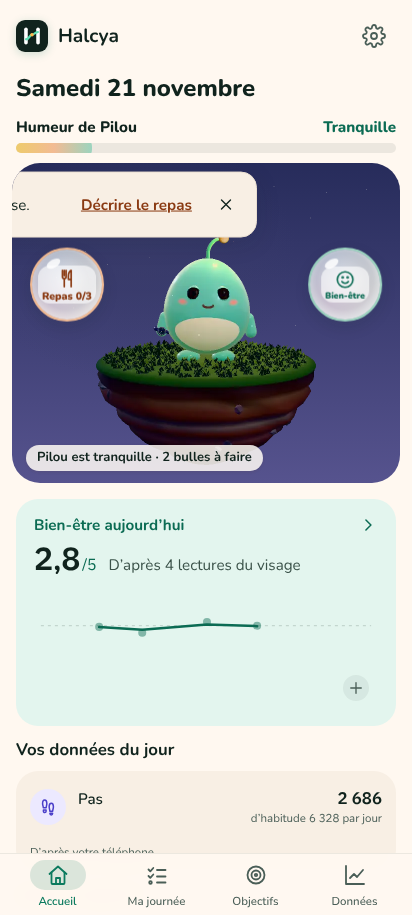 Halcya
Samedi 21 novembre
Humeur de Pilou
Tranquille
se.
Décrire le repas
Repas 0/3
Bien-être
Pilou est tranquille · 2 bulles à faire
Bien-être aujourd’hui
2,8/5 D’après 4 lectures du visage
Vos données du jour
Pas
2 686
d’habitude 6 328 par jour
D’après votre téléphone
Accueil
Ma journée
Objectifs
Données